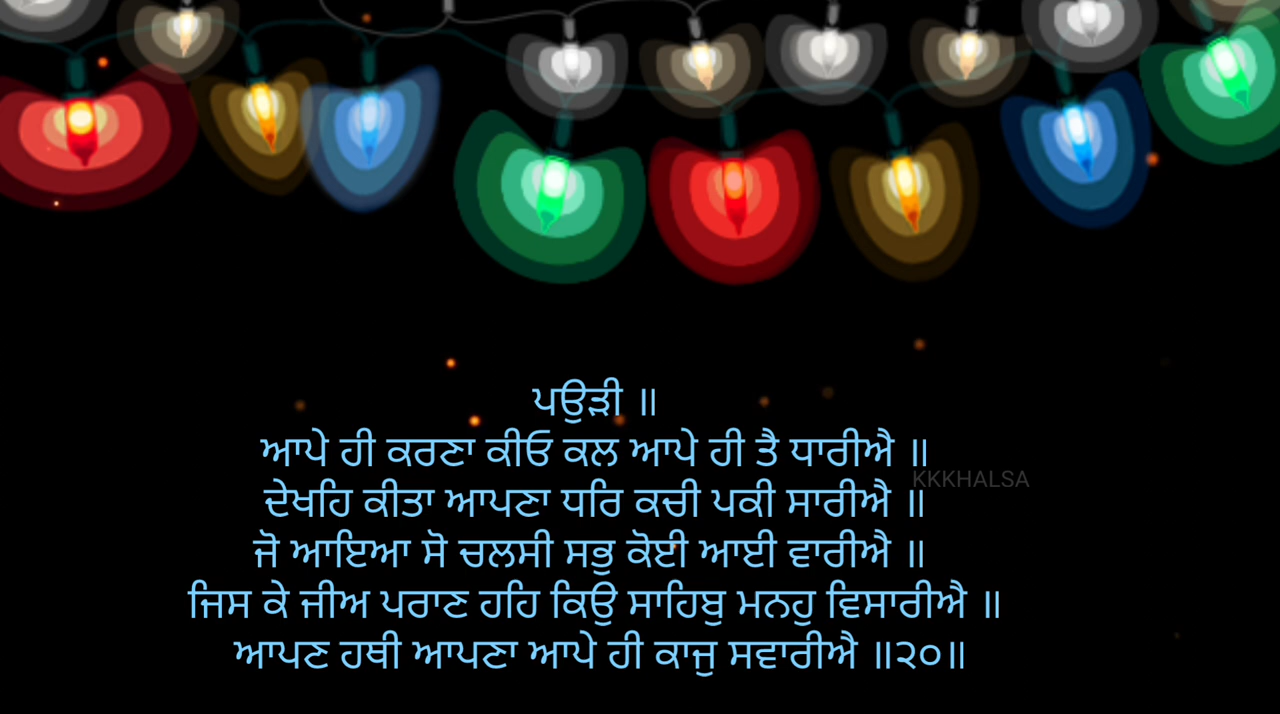 ਪਉੜੀ ॥
ਆਪੇ ਹੀ ਕਰਣਾ ਕੀਓ ਕਲ ਆਪੇ ਹੀ ਤੈ ਧਾਰੀਐ ॥
KKKHALSA
ਦੇਖਹਿ ਕੀਤਾ ਆਪਣਾ ਧਰਿ ਕਚੀ ਪਕੀ ਸਾਰੀਐ ॥
ਜੋ ਆਇਆ ਸੋ ਚਲਸੀ ਸਭੁ ਕੋਈ ਆਈ ਵਾਰੀਐ ॥
ਜਿਸ ਕੇ ਜੀਅ ਪਰਾਣ ਹਹਿ ਕਿਉ ਸਾਹਿਬੁ ਮਨਹੁ ਵਿਸਾਰੀਐ ॥
ਆਪਣ ਹਥੀ ਆਪਣਾ ਆਪੇ ਹੀ ਕਾਜੁ ਸਵਾਰੀਐ ॥੨੦॥